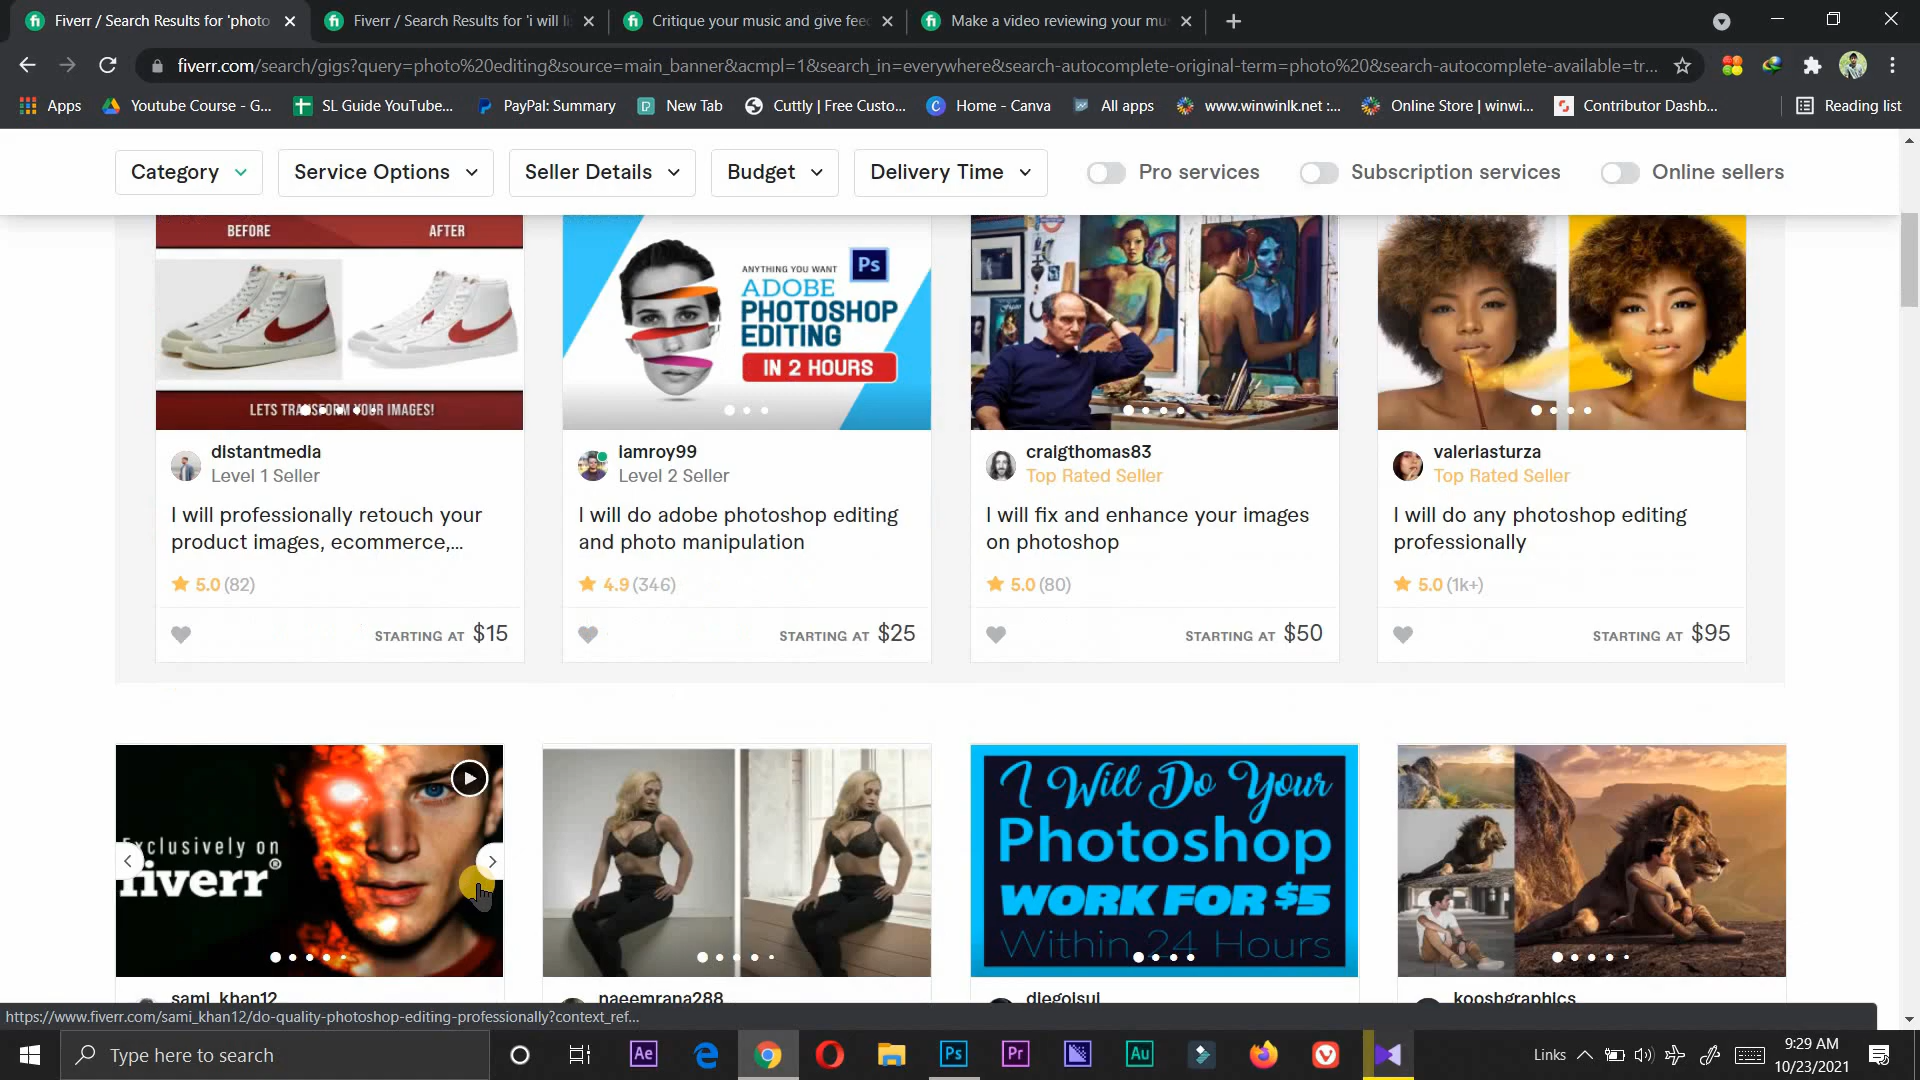 Fiverr / Search Results for 'photo
Fiverr / Search Results for 'i will li
Critique your music and give feed
Make a video reviewing your mu
fiverr.com/search/gigs?query=photo%20editing&source=main_banner&acmpl=1&search_in=everywhere&search-autocomplete-original-term=photo%20&search-autocomplete-available=tr...
Apps
Youtube Course - G...
SL Guide YouTube...
PayPal: Summary
New Tab
Cuttly | Free Custo...
Home - Canva
All apps
www.winwinlk.net :...
Online Store | winwi...
Contributor Dashb...
Reading list
Category
Service Options
Seller Details
Budget
Delivery Time
Pro services
Subscription services
Online sellers
BEFORE
AFTER
LETS TRANSFORM YOUR IMAGES!
distantmedia
Level 1 Seller
I will professionally retouch your
product images, ecommerce,...
5.0 (82)
STARTING AT $15
ANYTHING YOU WANT
Ps
ADOBE
PHOTOSHOP
EDITING
IN 2 HOURS
iamroy99
Level 2 Seller
I will do adobe photoshop editing
and photo manipulation
4.9 (346)
STARTING AT $25
craigthomas83
Top Rated Seller
I will fix and enhance your images
on photoshop
5.0 (80)
STARTING AT $50
valeriasturza
Top Rated Seller
I will do any photoshop editing
professionally
5.0 (1k+)
STARTING AT $95
Exclusively on
fiverr®
sami_khan12
naeemrana288
I Will Do Your
Photoshop
WORK FOR $5
Within 24 Hours
diegolsul
kooshgraphics
https://www.fiverr.com/sami_khan12/do-quality-photoshop-editing-professionally?context_ref...
Type here to search
Ae
Ps
Pr
Au
Links
9:29 AM
10/23/2021